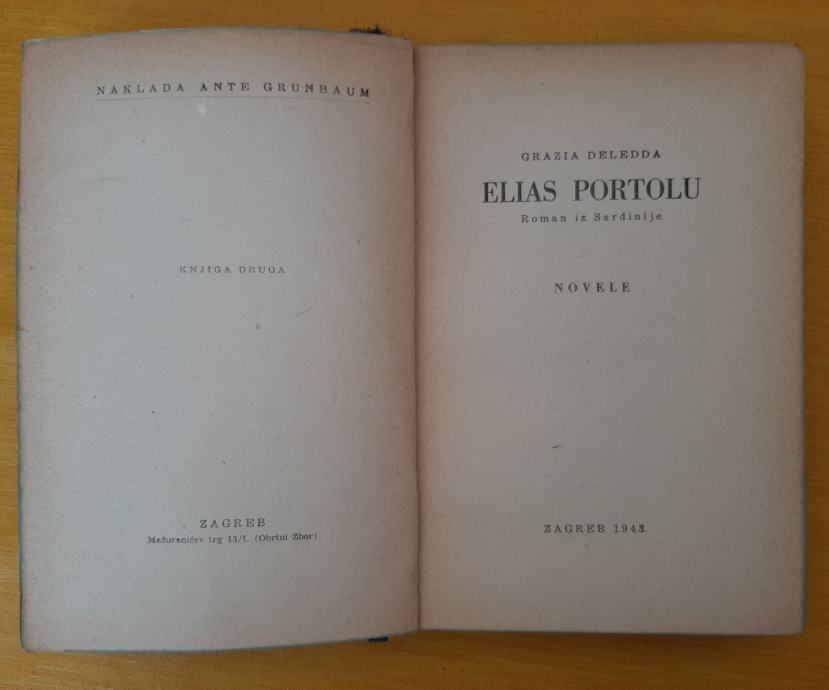 NAKLADA ANTE GRÜNBAUM
KNJIGA DRUGA
ZAGREB
Mažuranićev trg 13/I. (Obrtni Zbor)
GRAZIA DELEDDA
ELIAS PORTOLU
Roman iz Sardinije
NOVELE
ZAGREB 1943.